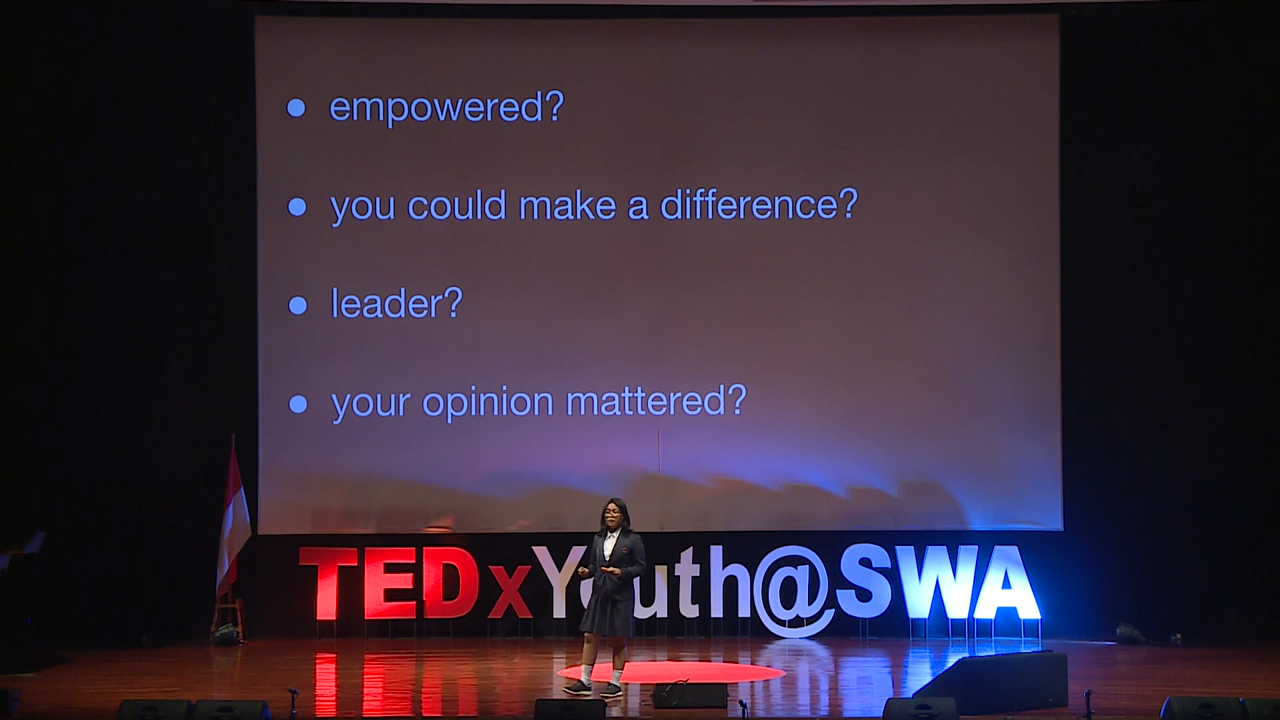 ● empowered?
● you could make a difference?
● leader?
● your opinion mattered?
TEDxYouth@SWA